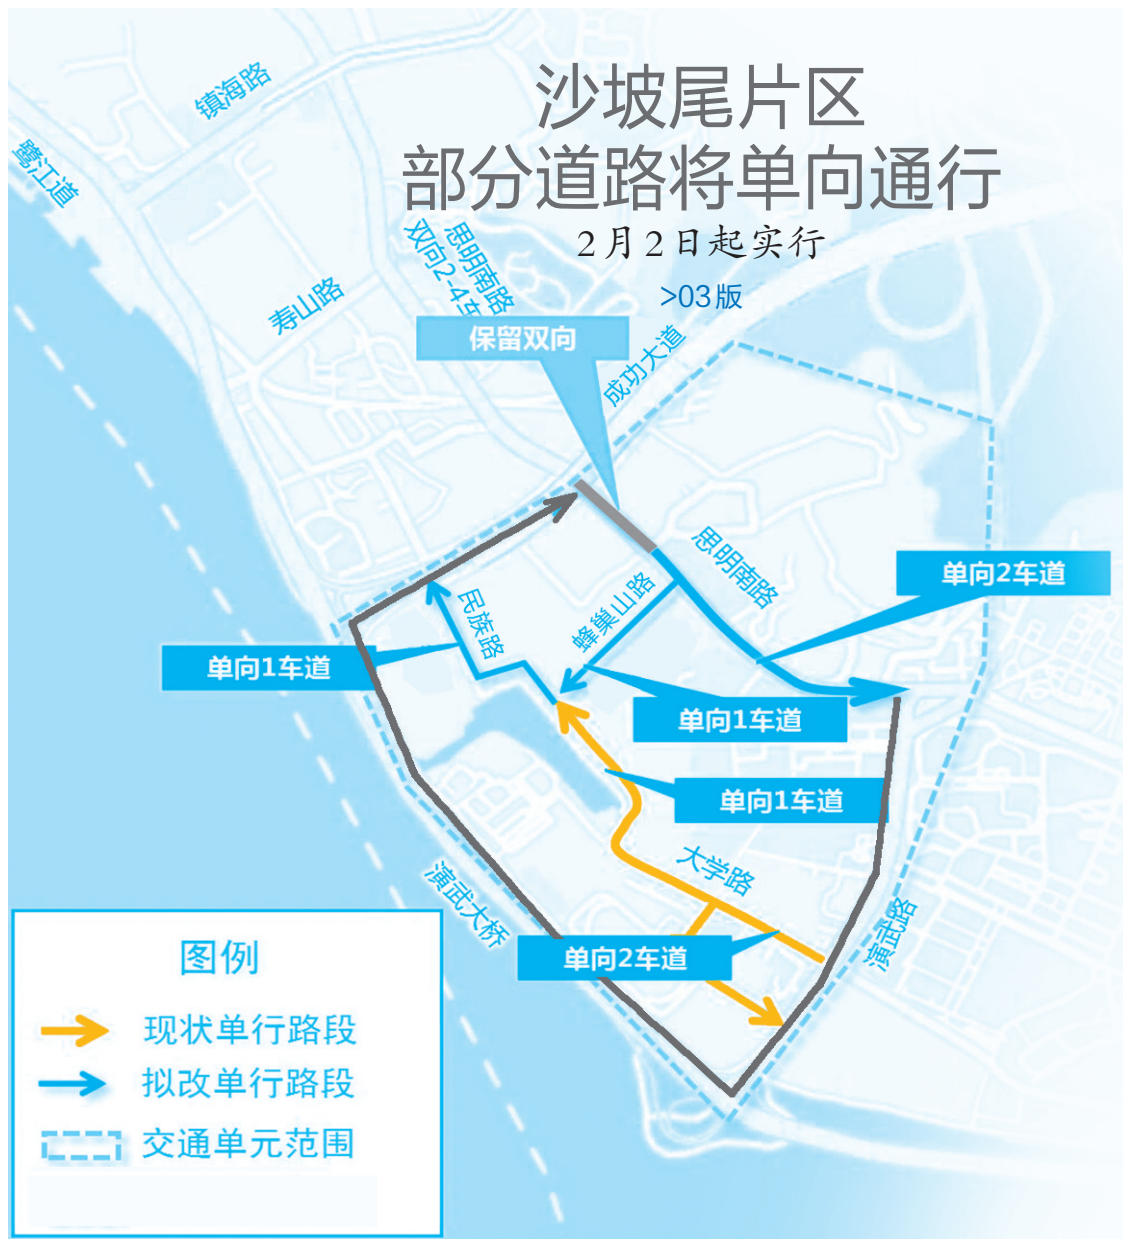 沙坡尾片区
部分道路将单向通行
2月2日起实行
>03版
镇海路
鹭江道
思明南路
双向2-4车
寿山路
保留双向
成功大道
思明南路
单向2车道
民族路
蜂巢山路
单向1车道
单向1车道
单向1车道
大学路
演武大桥
演武路
单向2车道
图例
现状单行路段
拟改单行路段
交通单元范围